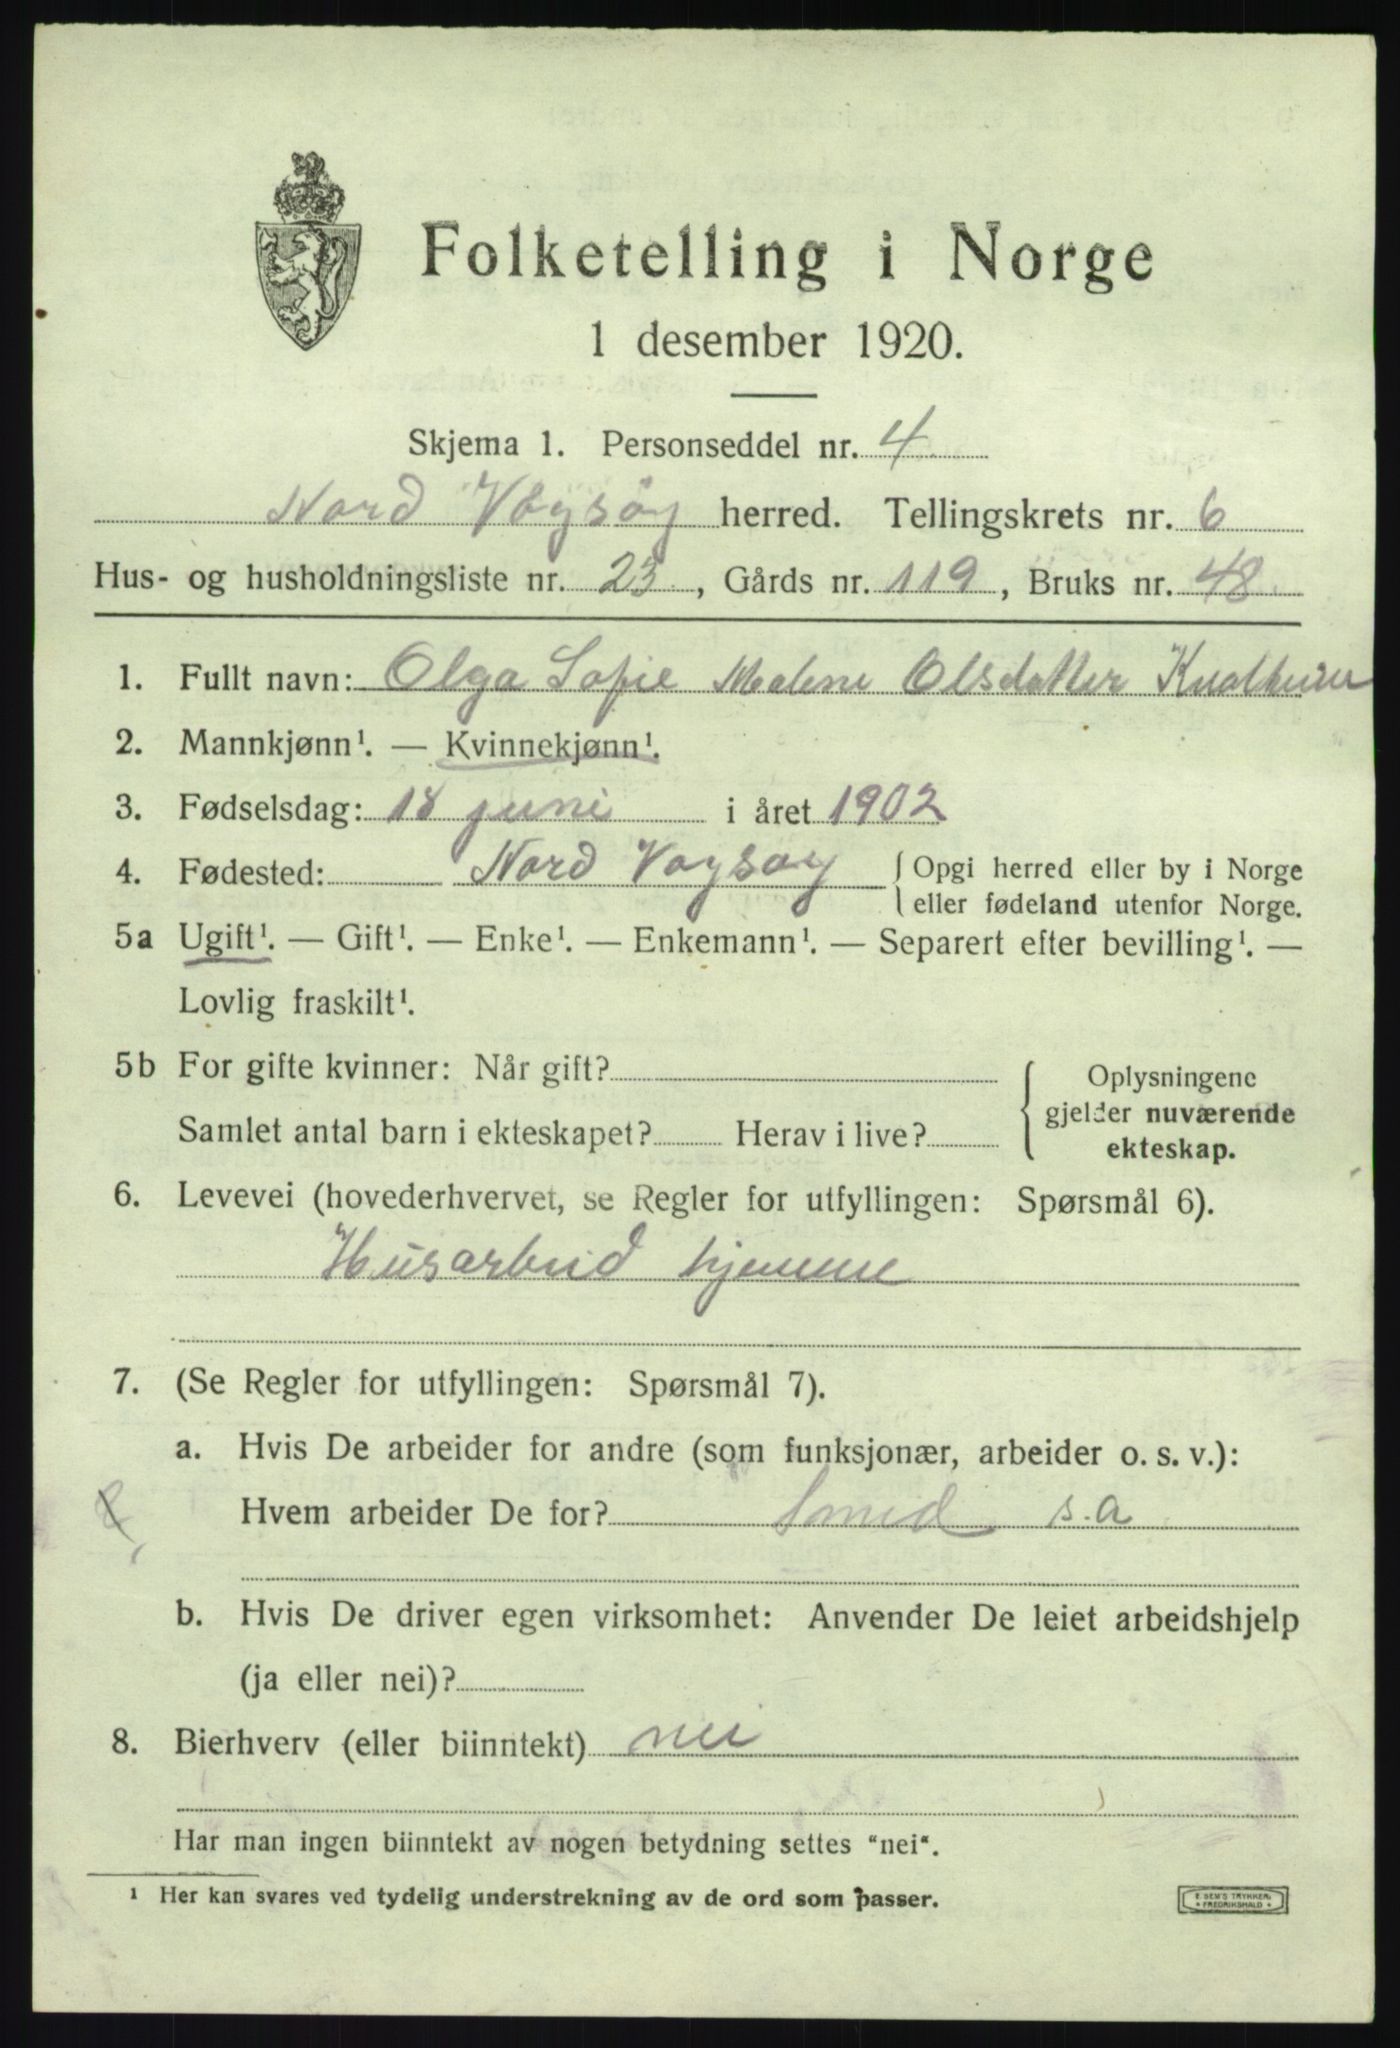 Folketelling i Norge
1 desember 1920.
Skjema 1. Personseddel nr. 4
Nord Vågsöy herred. Tellingskrets nr. 6
Hus- og husholdningsliste nr. 23, Gårds nr. 119, Bruks nr. 48.
1. Fullt navn: Olga Sofie Malene Olsdatter
2. Mannkjønn¹. — Kvinnekjønn¹.
3. Fødselsdag: 18 juni i året 1902
4. Fødested: Nord Vagsøy { Opgi herred eller by i Norge
eller fødeland utenfor Norge.
5a Ugift¹. — Gift¹. — Enke¹. — Enkemann¹. — Separert efter bevilling¹. —
Lovlig fraskilt¹.
5b For gifte kvinner: Når gift?
Samlet antal barn i ekteskapet? Herav i live?
{ Oplysningene
gjelder nuværende
ekteskap.
6. Levevei (hovederhvervet, se Regler for utfyllingen: Spørsmål 6).
Husarbeid hjemme
7. (Se Regler for utfyllingen: Spørsmål 7).
a. Hvis De arbeider for andre (som funksjonær, arbeider o. s. v.):
Hvem arbeider De for? Smed s.a
b. Hvis De driver egen virksomhet: Anvender De leiet arbeidshjelp
(ja eller nei)?
8. Bierhverv (eller biinntekt) nei
Har man ingen biinntekt av nogen betydning settes "nei".
¹ Her kan svares ved tydelig understrekning av de ord som passer.
E SEM'S TRYKKERI
* FREDRIKSHALD *